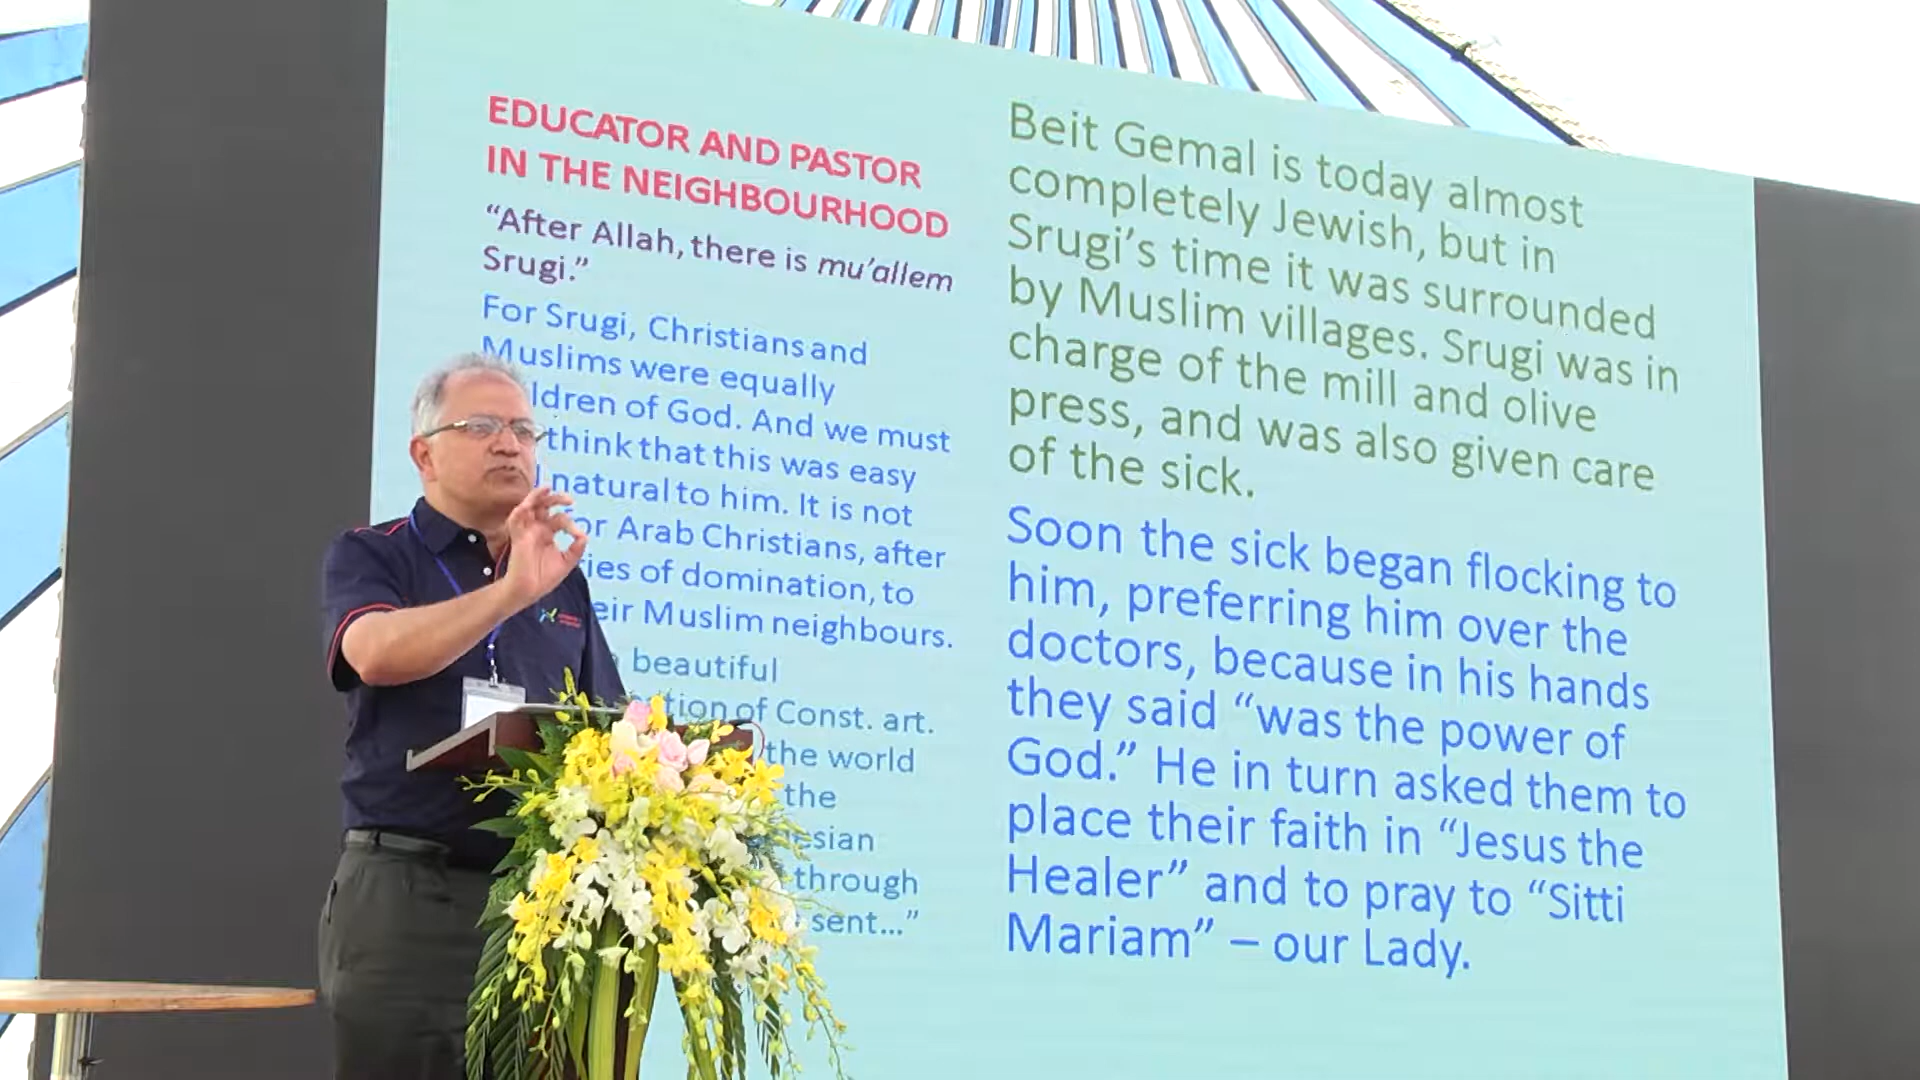 EDUCATOR AND PASTOR
IN THE NEIGHBOURHOOD
“After Allah, there is mu’allem
Srugi.”
For Srugi, Christians and
Muslims were equally
ldren of God. And we must
think that this was easy
natural to him. It is not
or Arab Christians, after
ies of domination, to
eir Muslim neighbours.
beautiful
tion of Const. art.
the world
the
esian
through
sent...”
Beit Gemal is today almost
completely Jewish, but in
Srugi’s time it was surrounded
by Muslim villages. Srugi was in
charge of the mill and olive
press, and was also given care
of the sick.
Soon the sick began flocking to
him, preferring him over the
doctors, because in his hands
they said “was the power of
God.” He in turn asked them to
place their faith in “Jesus the
Healer” and to pray to “Sitti
Mariam” – our Lady.